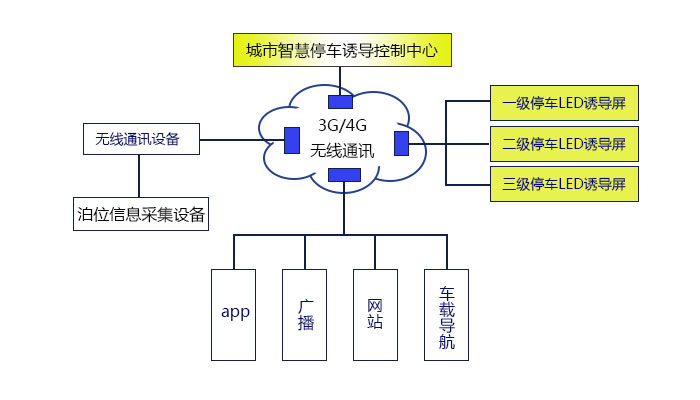 城市智慧停车诱导控制中心
3G/4G
无线通讯
一级停车LED诱导屏
二级停车LED诱导屏
三级停车LED诱导屏
无线通讯设备
泊位信息采集设备
app
广播
网站
车载导航